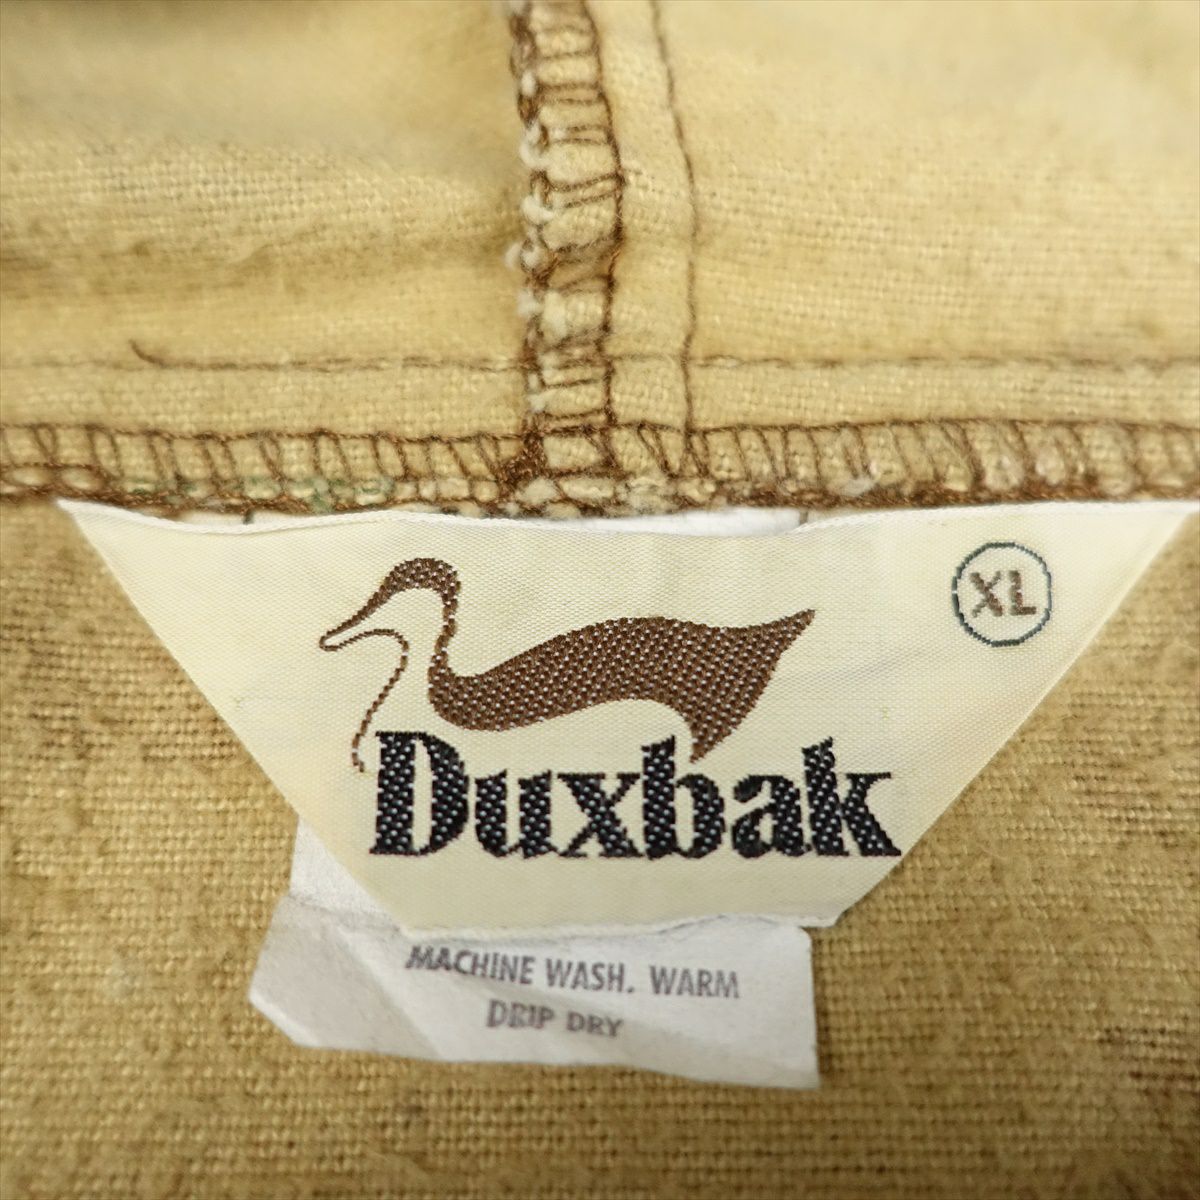 XL
Duxbak
MACHINE WASH. WARM
DRIP DRY